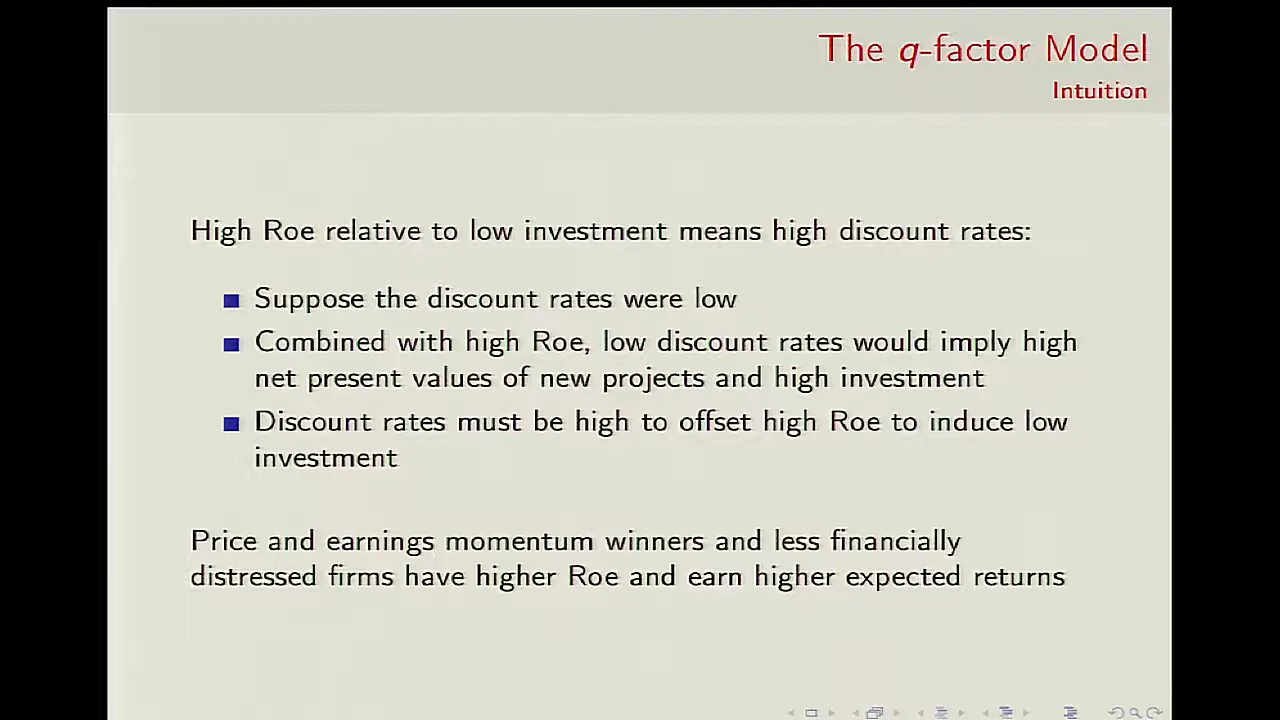 The q-factor Model
Intuition
High Roe relative to low investment means high discount rates:
Suppose the discount rates were low
Combined with high Roe, low discount rates would imply high
net present values of new projects and high investment
Discount rates must be high to offset high Roe to induce low
investment
Price and earnings momentum winners and less financially
distressed firms have higher Roe and earn higher expected returns